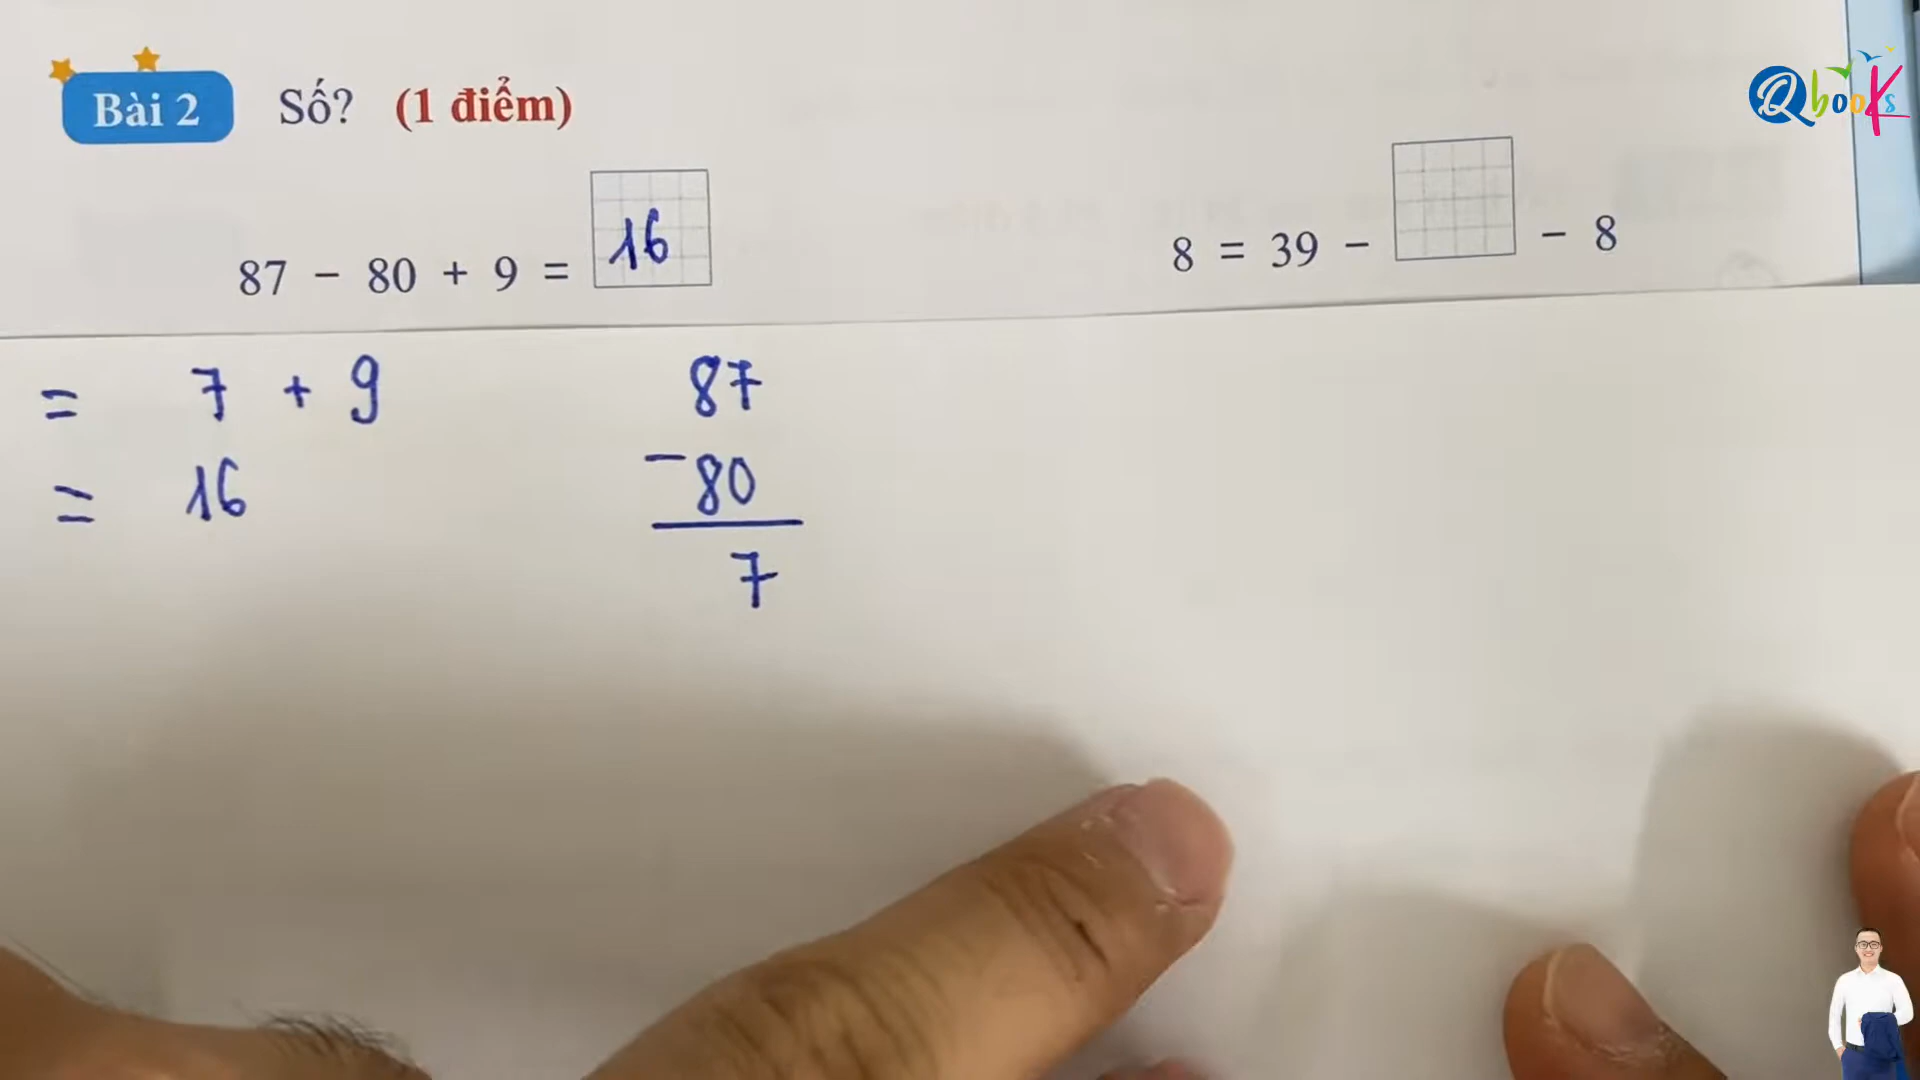 Qbooks
Bài 2 Số? (1 điểm)
87 - 80 + 9 = 16
8 = 39 - - 8
= 7 + 9
= 16
87
- 80
7